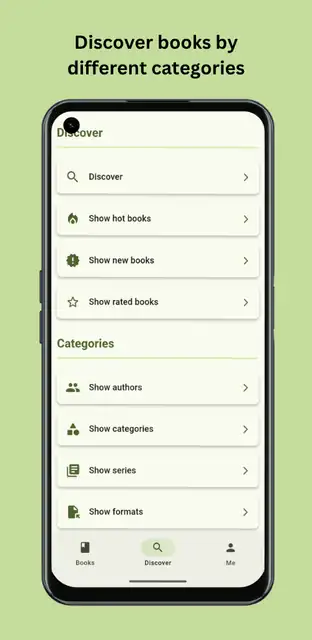 Discover books by
different categories
Discover
Discover
Show hot books
Show new books
Show rated books
Categories
Show authors
Show categories
Show series
Show formats
Books
Discover
Me